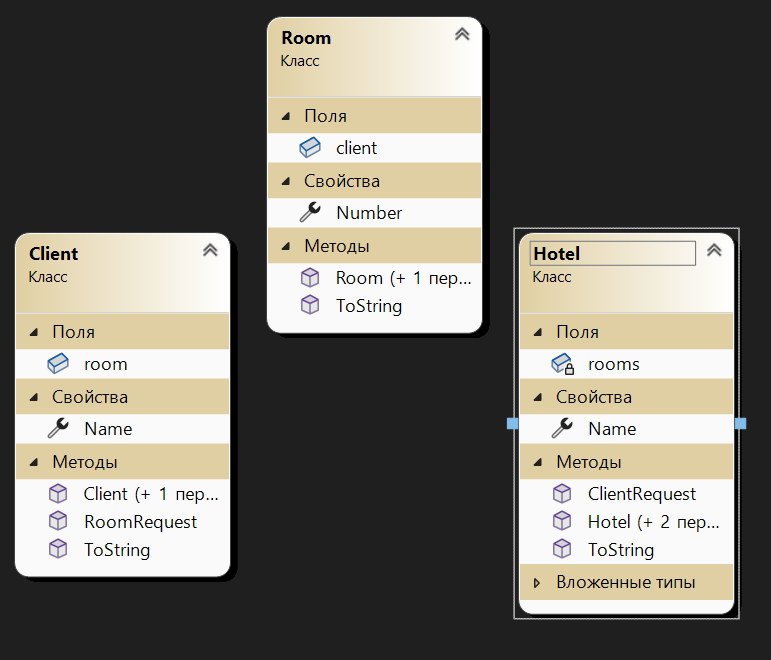 Room
Класс
Поля
client
Свойства
Number
Методы
Room (+ 1 пер...
ToString
Client
Класс
Поля
room
Свойства
Name
Методы
Client (+ 1 пер...
RoomRequest
ToString
Hotel
Класс
Поля
rooms
Свойства
Name
Методы
ClientRequest
Hotel (+ 2 пер...
ToString
Вложенные типы